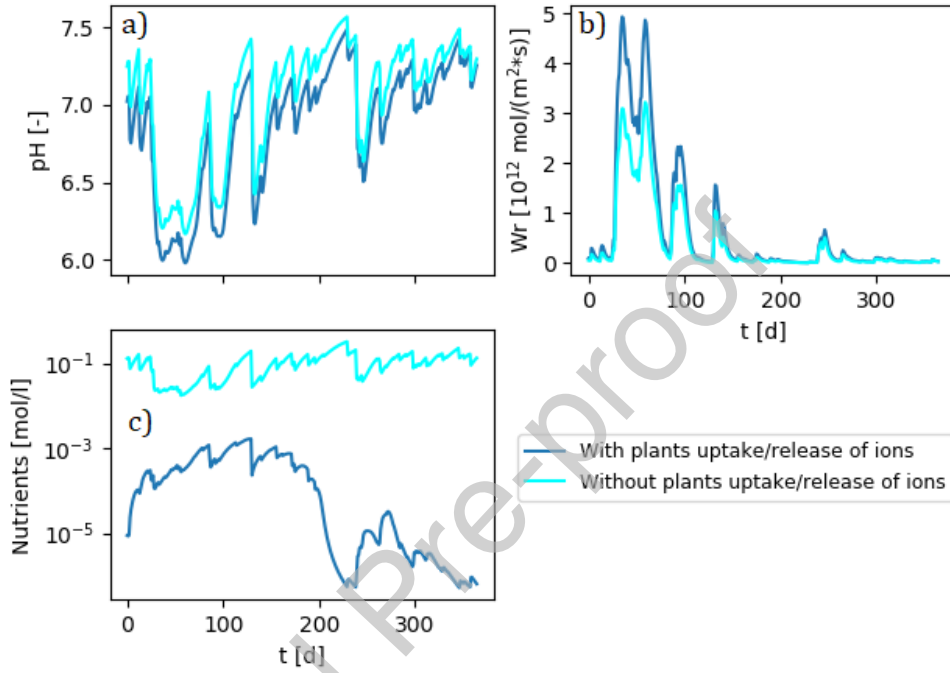 a)
pH [-]
7.5
7.0
6.5
6.0
b)
Wr [10¹² mol/(m²*s)]
5
4
3
2
1
0
0 100 200 300
t [d]
c)
Nutrients [mol/l]
10⁻¹
10⁻³
10⁻⁵
0 100 200 300
t [d]
With plants uptake/release of ions
Without plants uptake/release of ions
l Pre-proof